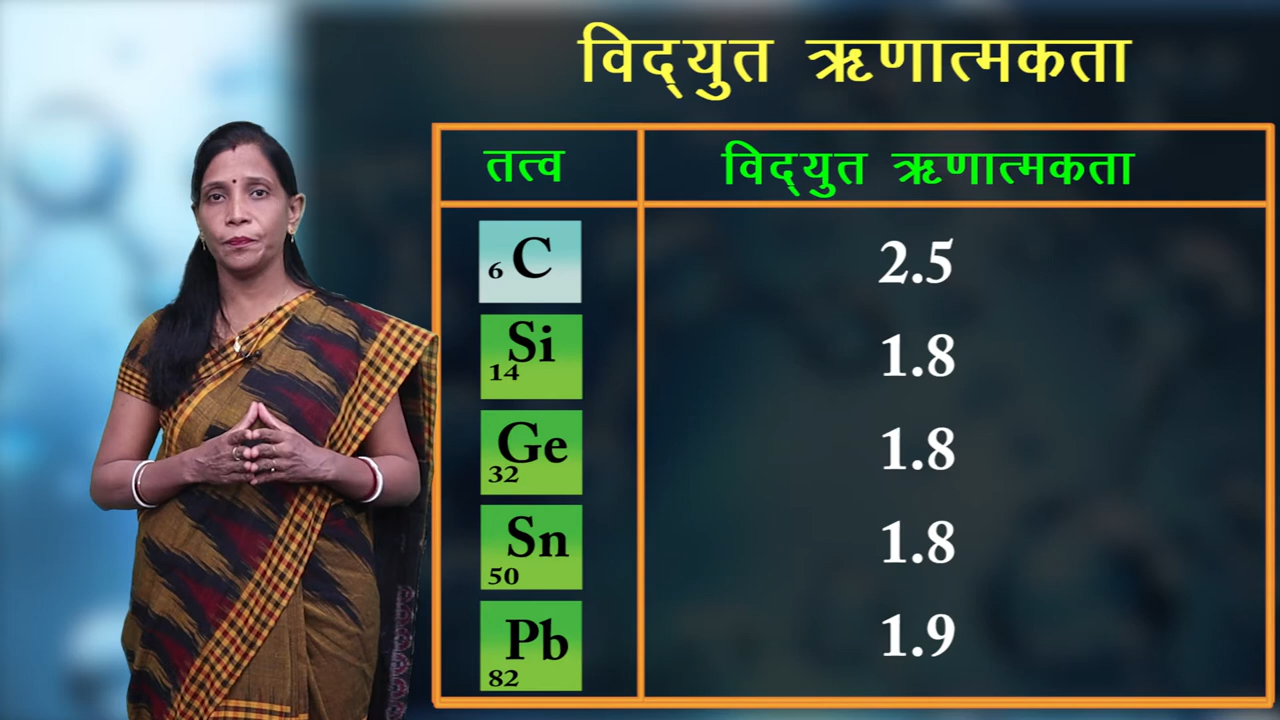 विद्‌युत ऋणात्मकता
तत्व विद्‌युत ऋणात्मकता
6 C 2.5
14 Si 1.8
32 Ge 1.8
50 Sn 1.8
82 Pb 1.9